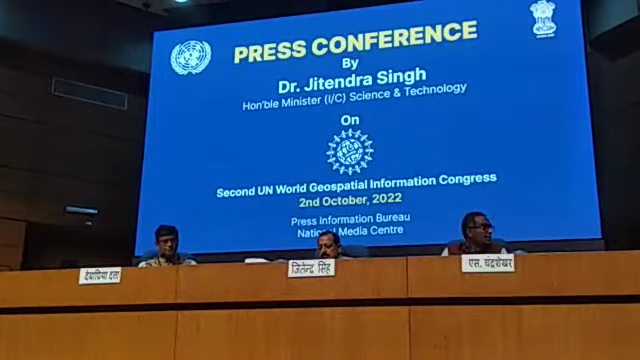 PRESS CONFERENCE
By
Dr. Jitendra Singh
Hon'ble Minister (I/C) Science & Technology
On
Second UN World Geospatial Information Congress
2nd October, 2022
Press Information Bureau
National Media Centre
देबाप्रिया दत्ता
जितेन्द्र सिंह
एस. चंद्रशेखर